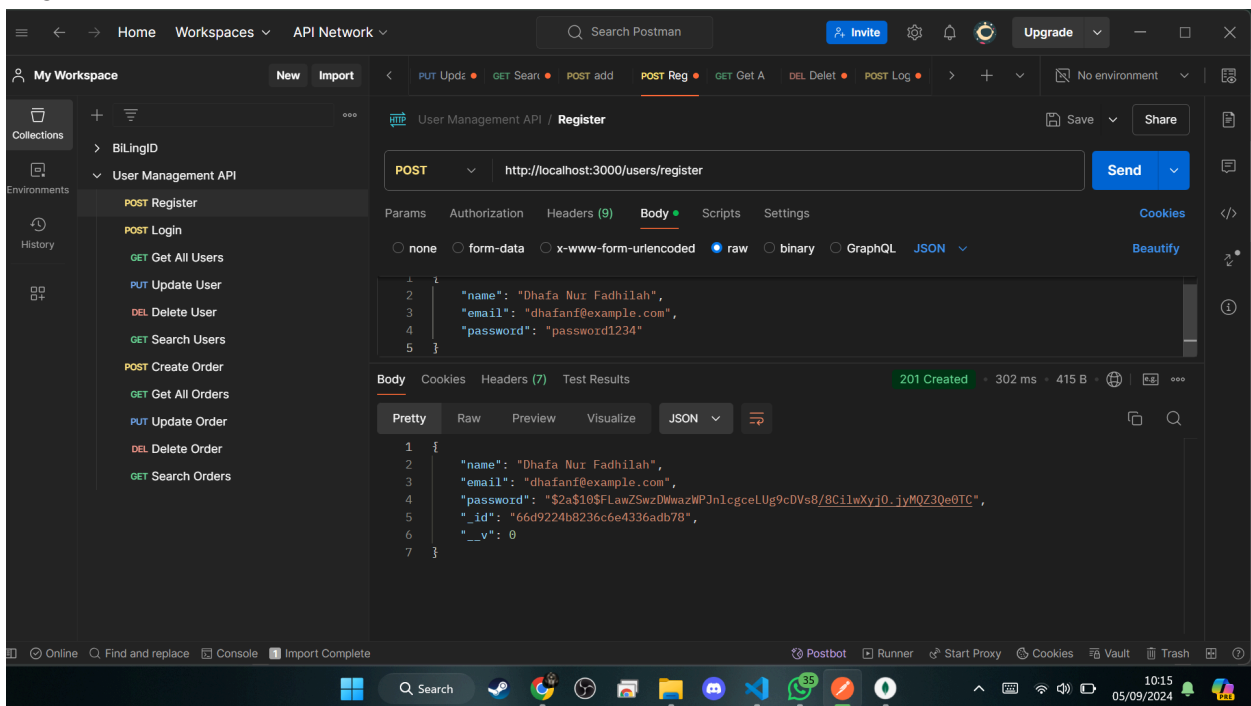 Home Workspaces API Network Search Postman Invite Upgrade
My Workspace New Import PUT Upda GET Searc POST add POST Reg GET Get A DEL Delet POST Log No environment
Collections
Environments
History
BiLingID
User Management API
POST Register
POST Login
GET Get All Users
PUT Update User
DEL Delete User
GET Search Users
POST Create Order
GET Get All Orders
PUT Update Order
DEL Delete Order
GET Search Orders
HTTP User Management API / Register Save Share
POST http://localhost:3000/users/register Send
Params Authorization Headers (9) Body Scripts Settings Cookies
none form-data x-www-form-urlencoded raw binary GraphQL JSON Beautify
1 {
2 "name": "Dhafa Nur Fadhilah",
3 "email": "dhafanf@example.com",
4 "password": "password1234"
5 }
Body Cookies Headers (7) Test Results 201 Created 302 ms 415 B e.g.
Pretty Raw Preview Visualize JSON
1 {
2 "name": "Dhafa Nur Fadhilah",
3 "email": "dhafanf@example.com",
4 "password": "$2a$10$FLawZSwzDWwazWPJnlcgceLUg9cDVs8/8CilwXyjO.jyMQZ3Qe0TC",
5 "_id": "66d9224b8236c6e4336adb78",
6 "__v": 0
7 }
Online Find and replace Console 1 Import Complete Postbot Runner Start Proxy Cookies Vault Trash
Search 35 10:15
05/09/2024 PRE